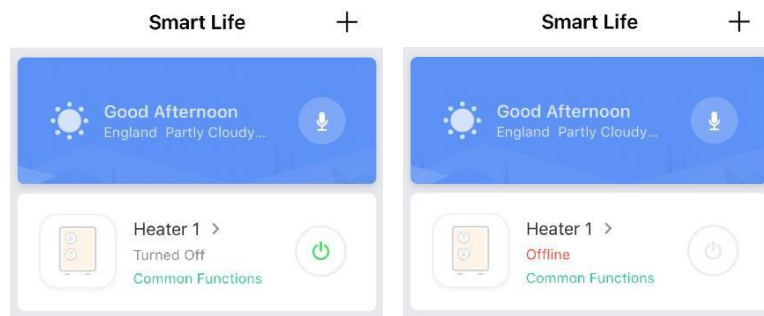 Smart Life +
Good Afternoon
England Partly Cloudy...
Heater 1 >
Turned Off
Common Functions
Smart Life +
Good Afternoon
England Partly Cloudy...
Heater 1 >
Offline
Common Functions